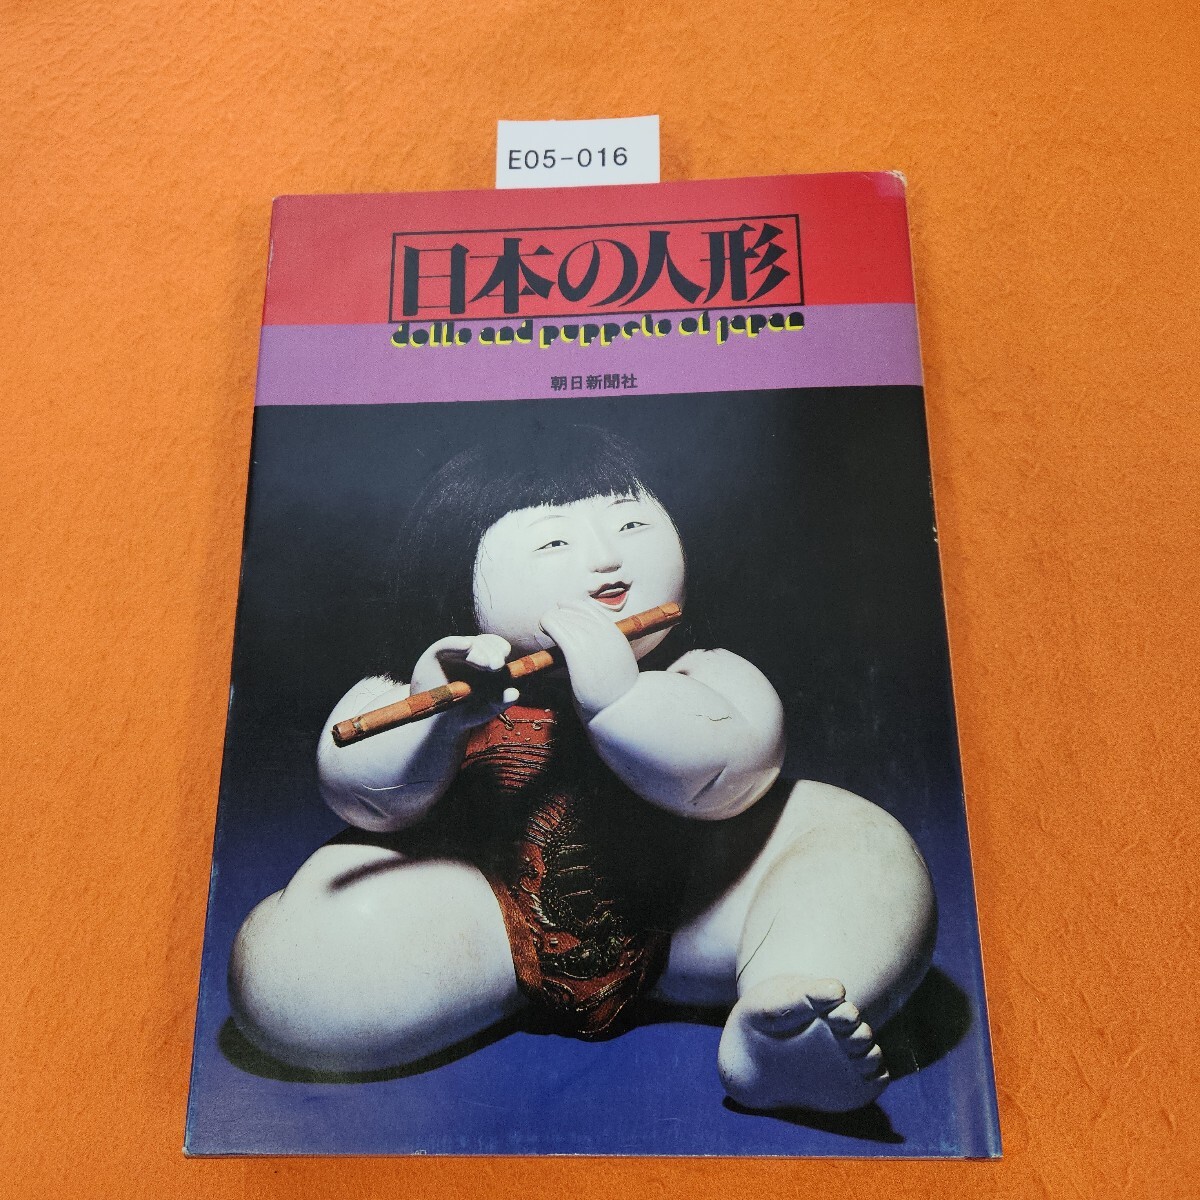 E05-016
日本の人形
dolls and puppets of japan
朝日新聞社